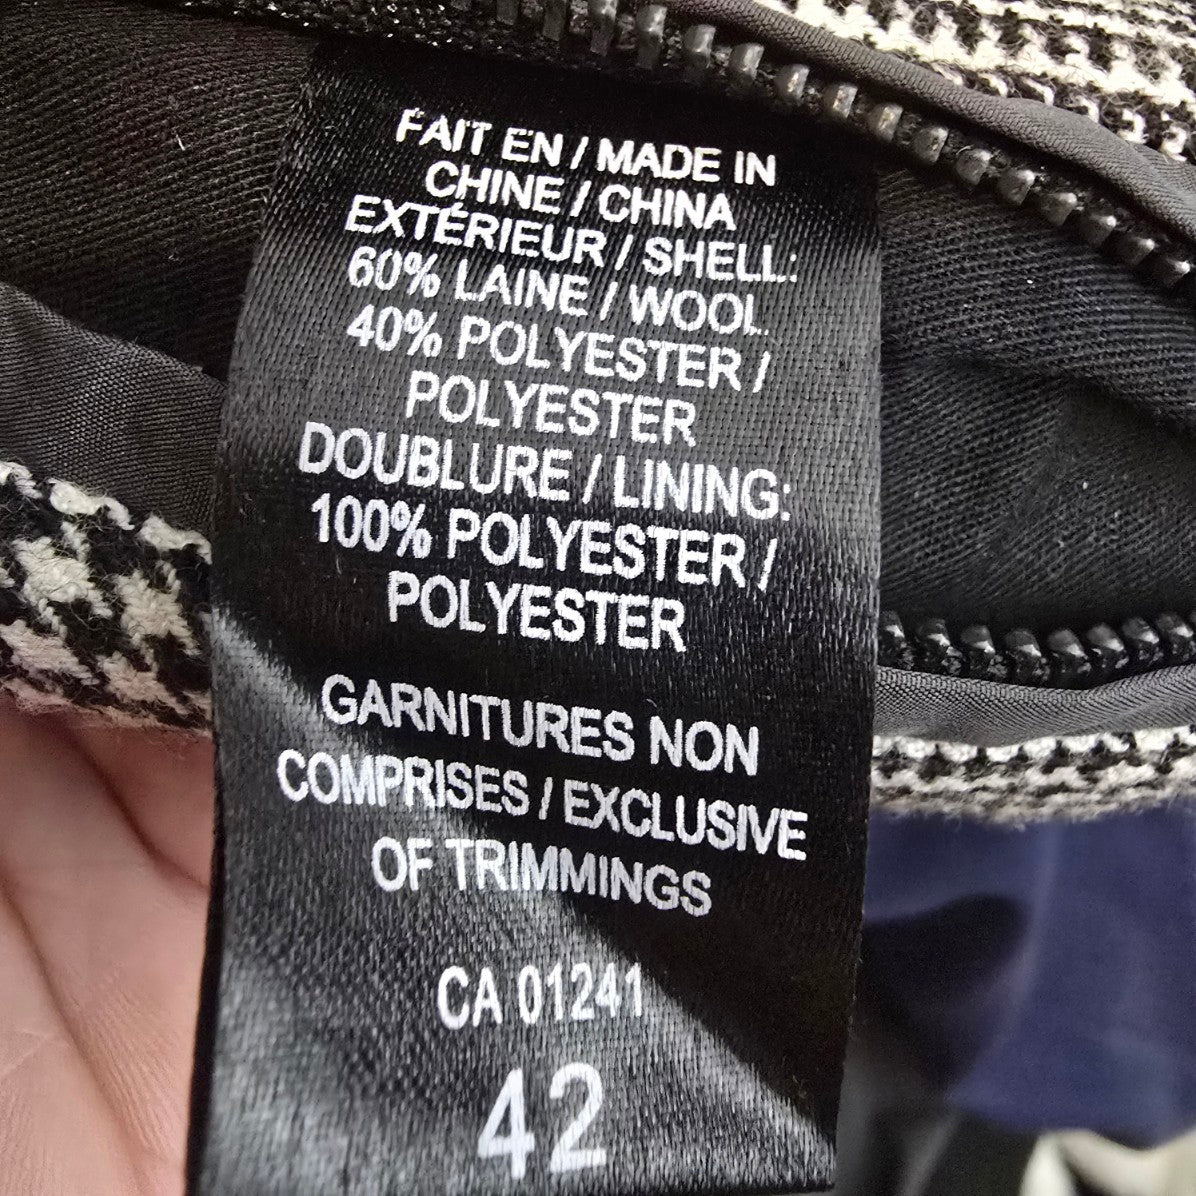 FAIT EN / MADE IN
CHINE / CHINA
EXTÉRIEUR / SHELL:
60% LAINE / WOOL
40% POLYESTER /
POLYESTER
DOUBLURE / LINING:
100% POLYESTER /
POLYESTER
GARNITURES NON
COMPRISES / EXCLUSIVE
OF TRIMMINGS
CA 01241
42